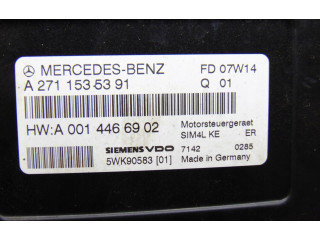 MERCEDES-BENZ FD 07W14
A 271 153 53 91 Q 01
HW:A 001 446 69 02 Motorsteuergeraet
SIM4L KE ER
SIEMENS VDO 7142 0285
5WK90583 [01] Made in Germany